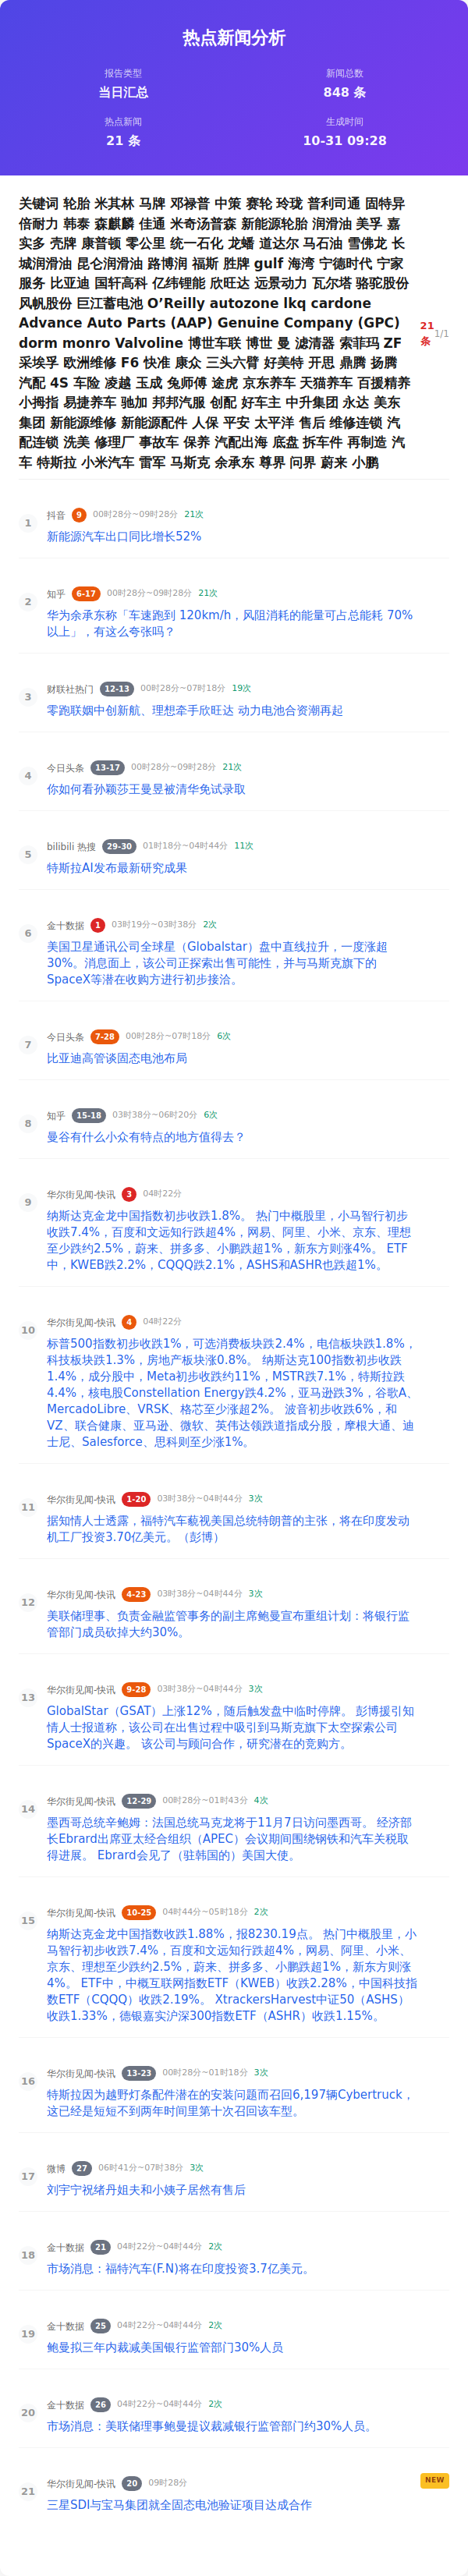 热点新闻分析
报告类型
新闻总数
当日汇总
848 条
热点新闻
生成时间
21 条
10-31 09:28
关键词 轮胎 米其林 马牌 邓禄普 中策 赛轮 玲珑 普利司通 固特异
倍耐力 韩泰 森麒麟 佳通 米奇汤普森 新能源轮胎 润滑油 美孚 嘉
实多 壳牌 康普顿 零公里 统一石化 龙蟠 道达尔 马石油 雪佛龙 长
城润滑油 昆仑润滑油 路博润 福斯 胜牌 gulf 海湾 宁德时代 宁家
服务 比亚迪 国轩高科 亿纬锂能 欣旺达 远景动力 瓦尔塔 骆驼股份
风帆股份 巨江蓄电池 O’Reilly autozone lkq cardone
Advance Auto Parts (AAP) Genuine Company (GPC)
dorm monro Valvoline 博世车联 博世 曼 滤清器 索菲玛 ZF
采埃孚 欧洲维修 F6 快准 康众 三头六臂 好美特 开思 鼎腾 扬腾
汽配 4S 车险 凌越 玉成 兔师傅 途虎 京东养车 天猫养车 百援精养
小拇指 易捷养车 驰加 邦邦汽服 创配 好车主 中升集团 永达 美东
集团 新能源维修 新能源配件 人保 平安 太平洋 售后 维修连锁 汽
配连锁 洗美 修理厂 事故车 保养 汽配出海 底盘 拆车件 再制造 汽
车 特斯拉 小米汽车 雷军 马斯克 余承东 尊界 问界 蔚来 小鹏
21
条
1/1
1
抖音 9 00时28分~09时28分 21次
新能源汽车出口同比增长52%
2
知乎 6-17 00时28分~09时28分 21次
华为余承东称「车速跑到 120km/h，风阻消耗的能量可占总能耗 70%
以上」，有这么夸张吗？
3
财联社热门 12-13 00时28分~07时18分 19次
零跑联姻中创新航、理想牵手欣旺达 动力电池合资潮再起
4
今日头条 13-17 00时28分~09时28分 21次
你如何看孙颖莎王曼昱被清华免试录取
5
bilibili 热搜 29-30 01时18分~04时44分 11次
特斯拉AI发布最新研究成果
6
金十数据 1 03时19分~03时38分 2次
美国卫星通讯公司全球星（Globalstar）盘中直线拉升，一度涨超
30%。消息面上，该公司正探索出售可能性，并与马斯克旗下的
SpaceX等潜在收购方进行初步接洽。
7
今日头条 7-28 00时28分~07时18分 6次
比亚迪高管谈固态电池布局
8
知乎 15-18 03时38分~06时20分 6次
曼谷有什么小众有特点的地方值得去？
9
华尔街见闻-快讯 3 04时22分
纳斯达克金龙中国指数初步收跌1.8%。 热门中概股里，小马智行初步
收跌7.4%，百度和文远知行跌超4%，网易、阿里、小米、京东、理想
至少跌约2.5%，蔚来、拼多多、小鹏跌超1%，新东方则涨4%。 ETF
中，KWEB跌2.2%，CQQQ跌2.1%，ASHS和ASHR也跌超1%。
10
华尔街见闻-快讯 4 04时22分
标普500指数初步收跌1%，可选消费板块跌2.4%，电信板块跌1.8%，
科技板块跌1.3%，房地产板块涨0.8%。 纳斯达克100指数初步收跌
1.4%，成分股中，Meta初步收跌约11%，MSTR跌7.1%，特斯拉跌
4.4%，核电股Constellation Energy跌4.2%，亚马逊跌3%，谷歌A、
MercadoLibre、VRSK、格芯至少涨超2%。 波音初步收跌6%，和
VZ、联合健康、亚马逊、微软、英伟达领跌道指成分股，摩根大通、迪
士尼、Salesforce、思科则至少涨1%。
11
华尔街见闻-快讯 1-20 03时38分~04时44分 3次
据知情人士透露，福特汽车藐视美国总统特朗普的主张，将在印度发动
机工厂投资3.70亿美元。（彭博）
12
华尔街见闻-快讯 4-23 03时38分~04时44分 3次
美联储理事、负责金融监管事务的副主席鲍曼宣布重组计划：将银行监
管部门成员砍掉大约30%。
13
华尔街见闻-快讯 9-28 03时38分~04时44分 3次
GlobalStar（GSAT）上涨12%，随后触发盘中临时停牌。 彭博援引知
情人士报道称，该公司在出售过程中吸引到马斯克旗下太空探索公司
SpaceX的兴趣。 该公司与顾问合作，研究潜在的竞购方。
14
华尔街见闻-快讯 12-29 00时28分~01时43分 4次
墨西哥总统辛鲍姆：法国总统马克龙将于11月7日访问墨西哥。 经济部
长Ebrard出席亚太经合组织（APEC）会议期间围绕钢铁和汽车关税取
得进展。 Ebrard会见了（驻韩国的）美国大使。
15
华尔街见闻-快讯 10-25 04时44分~05时18分 2次
纳斯达克金龙中国指数收跌1.88%，报8230.19点。 热门中概股里，小
马智行初步收跌7.4%，百度和文远知行跌超4%，网易、阿里、小米、
京东、理想至少跌约2.5%，蔚来、拼多多、小鹏跌超1%，新东方则涨
4%。 ETF中，中概互联网指数ETF（KWEB）收跌2.28%，中国科技指
数ETF（CQQQ）收跌2.19%。 XtrackersHarvest中证50（ASHS）
收跌1.33%，德银嘉实沪深300指数ETF（ASHR）收跌1.15%。
16
华尔街见闻-快讯 13-23 00时28分~01时18分 3次
特斯拉因为越野灯条配件潜在的安装问题而召回6,197辆Cybertruck，
这已经是短短不到两年时间里第十次召回该车型。
17
微博 27 06时41分~07时38分 3次
刘宇宁祝绪丹姐夫和小姨子居然有售后
18
金十数据 21 04时22分~04时44分 2次
市场消息：福特汽车(F.N)将在印度投资3.7亿美元。
19
金十数据 25 04时22分~04时44分 2次
鲍曼拟三年内裁减美国银行监管部门30%人员
20
金十数据 26 04时22分~04时44分 2次
市场消息：美联储理事鲍曼提议裁减银行监管部门约30%人员。
21
华尔街见闻-快讯 20 09时28分
NEW
三星SDI与宝马集团就全固态电池验证项目达成合作